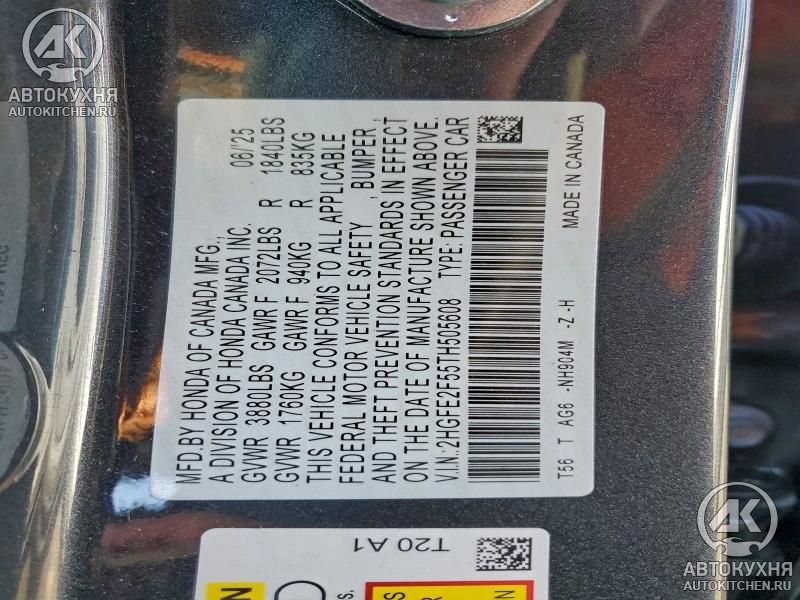 AK
АВТОКУХНЯ
AUTOKITCHEN.RU
MFD.BY HONDA OF CANADA MFG., 06/'25
A DIVISION OF HONDA CANADA INC.
GVWR 3880LBS GAWR F 2072LBS R 1840LBS
GVWR 1760KG GAWR F 940KG R 835KG
THIS VEHICLE CONFORMS TO ALL APPLICABLE
FEDERAL MOTOR VEHICLE SAFETY , BUMPER ,
AND THEFT PREVENTION STANDARDS IN EFFECT
ON THE DATE OF MANUFACTURE SHOWN ABOVE.
V.I.N: 2HGFE2F55TH505608 TYPE: PASSENGER CAR
T56 T AG6 -NH904M -Z -H MADE IN CANADA
T20 A1
AK
АВТОКУХНЯ
AUTOKITCHEN.RU